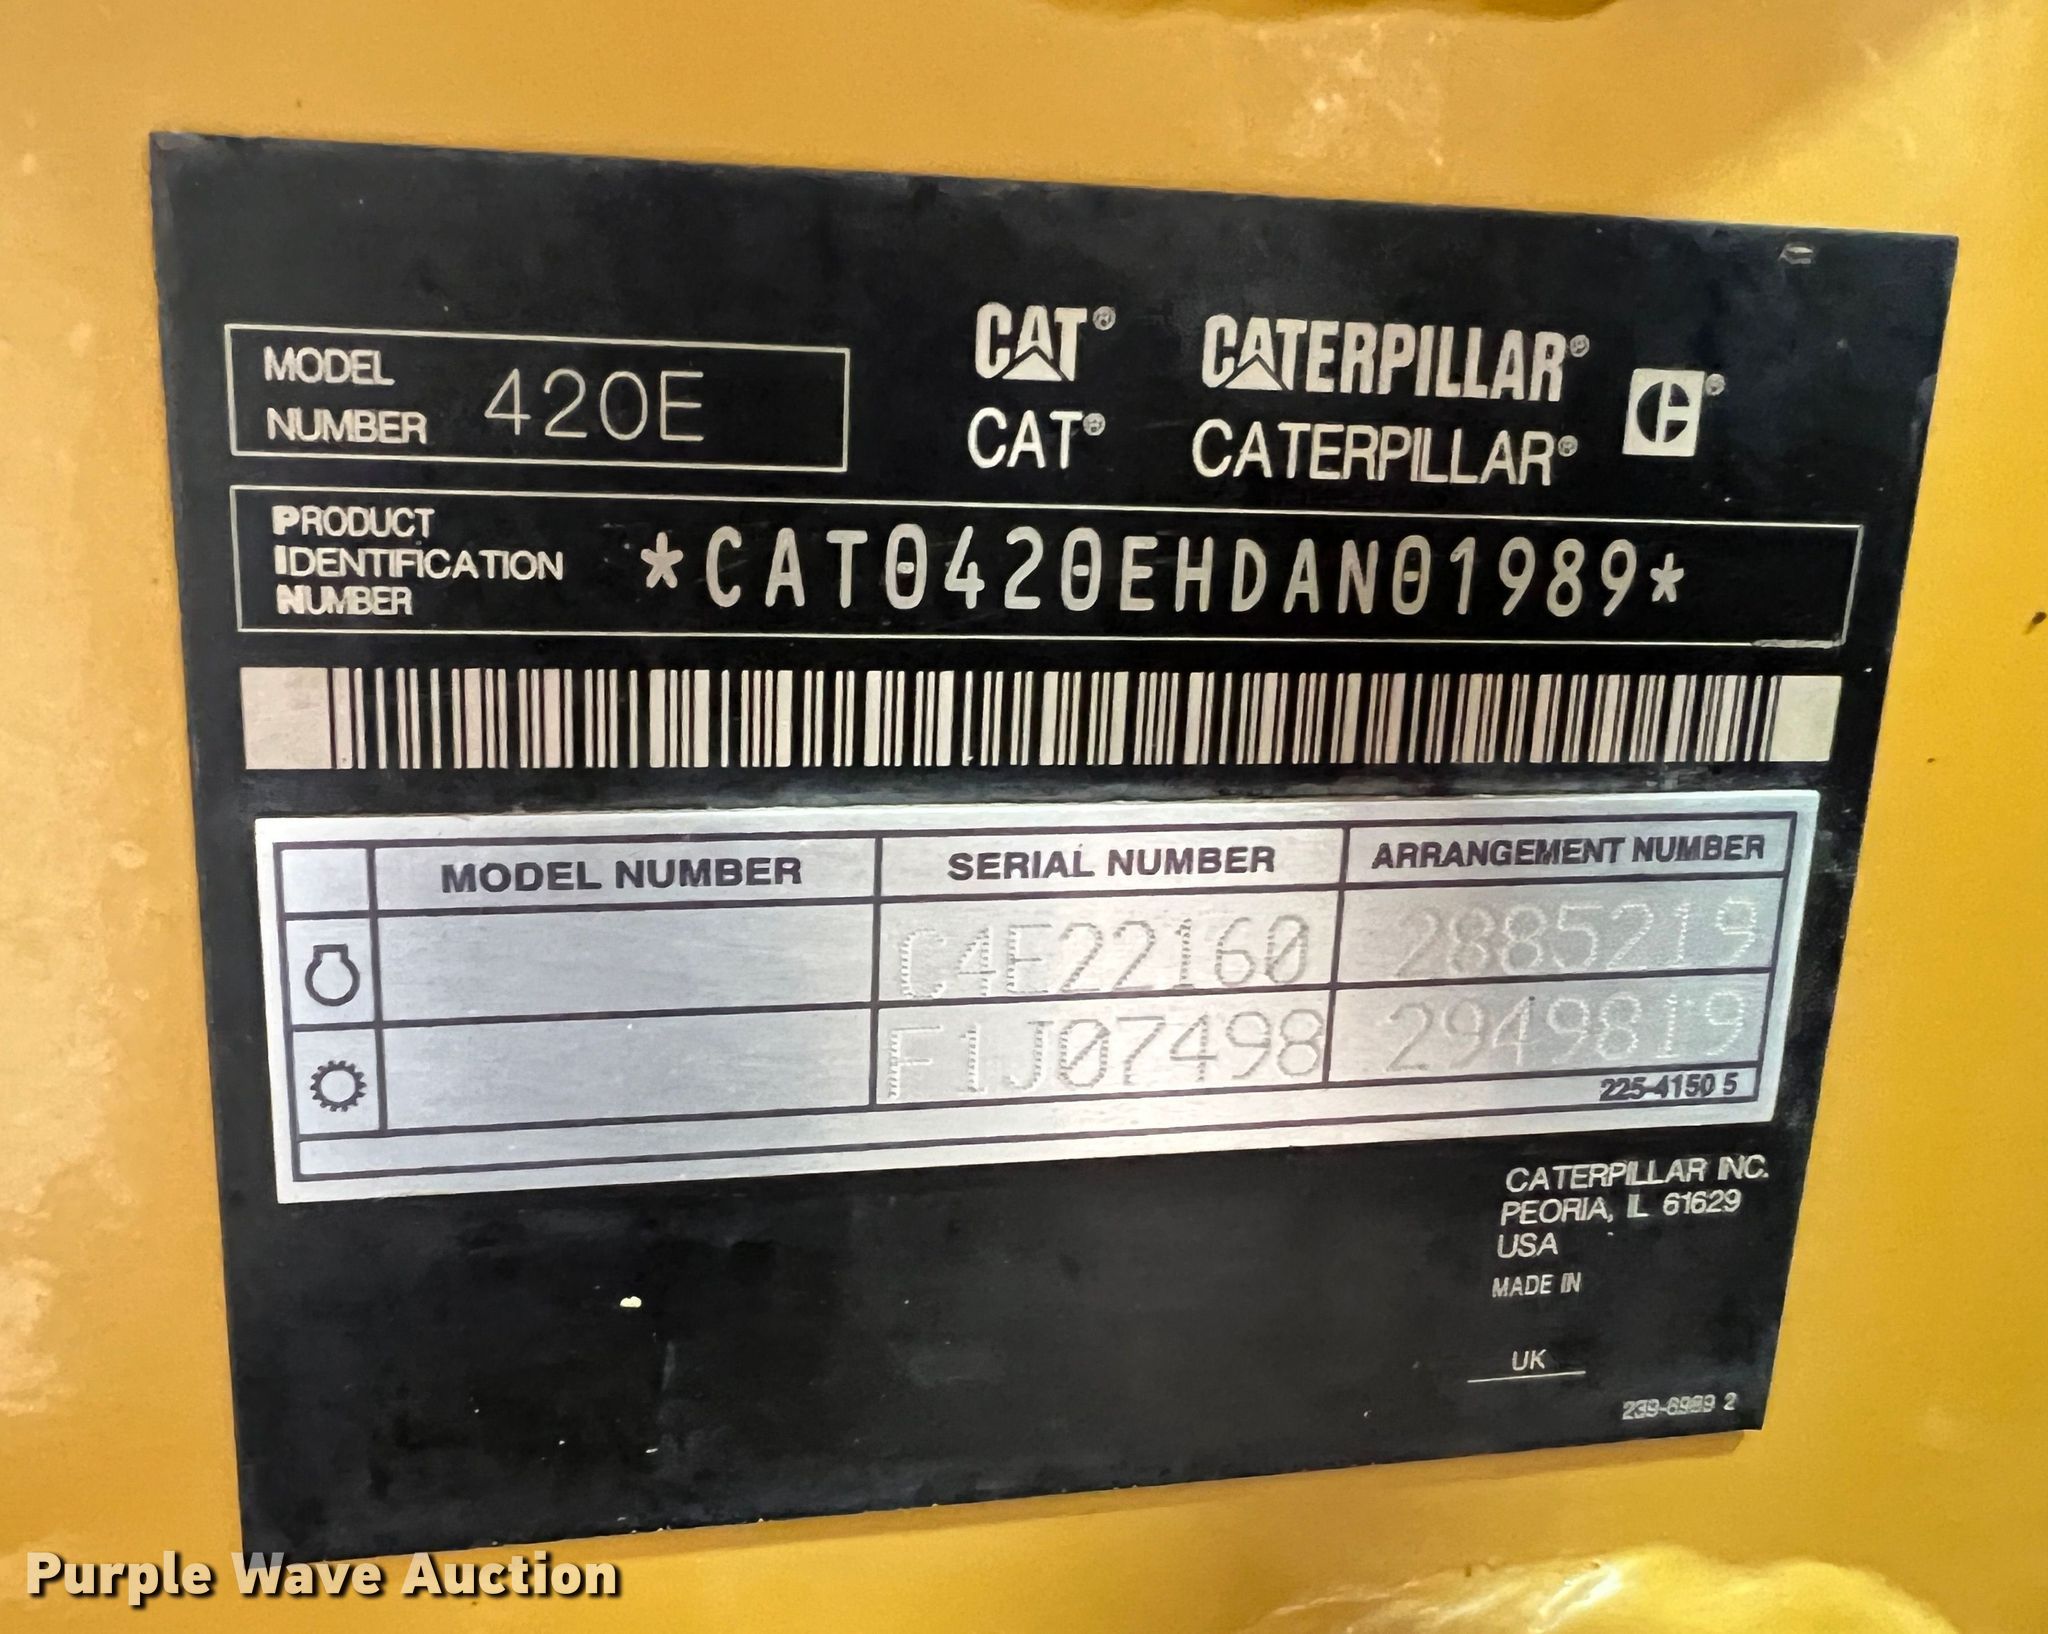 MODEL NUMBER 420E
CAT® CATERPILLAR®
CAT® CATERPILLAR®
PRODUCT
IDENTIFICATION
NUMBER
*CAT0420EHDAN01989*
MODEL NUMBER SERIAL NUMBER ARRANGEMENT NUMBER
C4E22160 2885219
F1J07498 2949819
225-4150 5
CATERPILLAR INC.
PEORIA, IL 61629
USA
MADE IN
UK
Purple Wave Auction